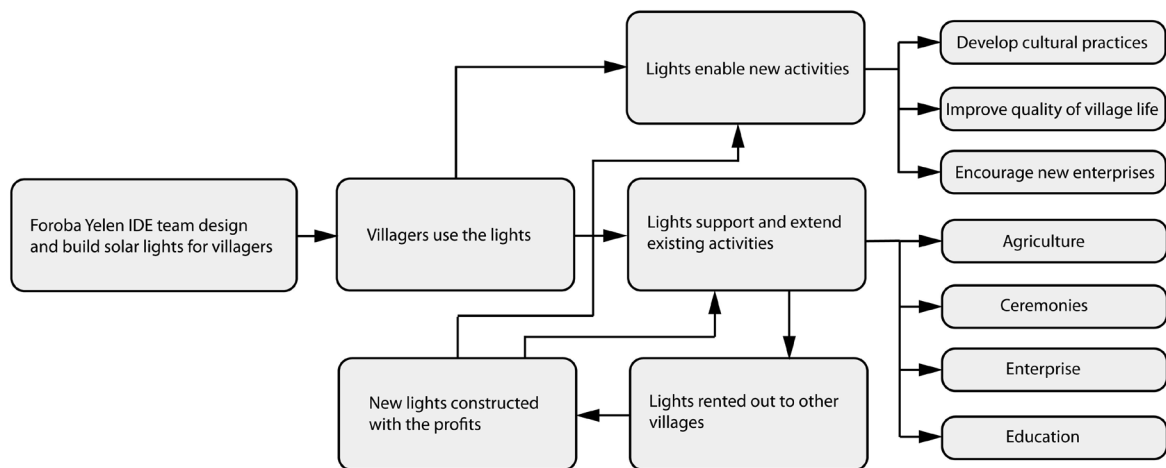 Foroba Yelen IDE team design
and build solar lights for villagers
Villagers use the lights
Lights enable new activities
Develop cultural practices
Improve quality of village life
Encourage new enterprises
Lights support and extend
existing activities
Agriculture
Ceremonies
Enterprise
Education
Lights rented out to other
villages
New lights constructed
with the profits